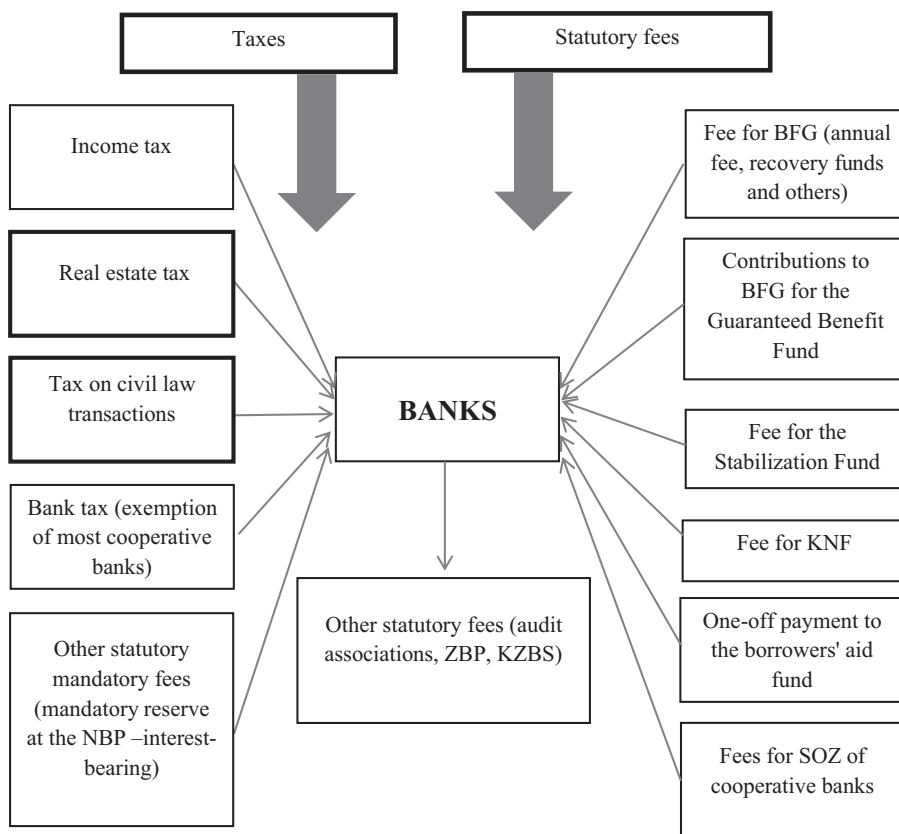 Taxes
Statutory fees
Income tax
Real estate tax
Tax on civil law
transactions
Bank tax (exemption
of most cooperative
banks)
Other statutory
mandatory fees
(mandatory reserve
at the NBP –interest-
bearing)
BANKS
Other statutory fees (audit
associations, ZBP, KZBS)
Fee for BFG (annual
fee, recovery funds
and others)
Contributions to
BFG for the
Guaranteed Benefit
Fund
Fee for the
Stabilization Fund
Fee for KNF
One-off payment to
the borrowers' aid
fund
Fees for SOZ of
cooperative banks